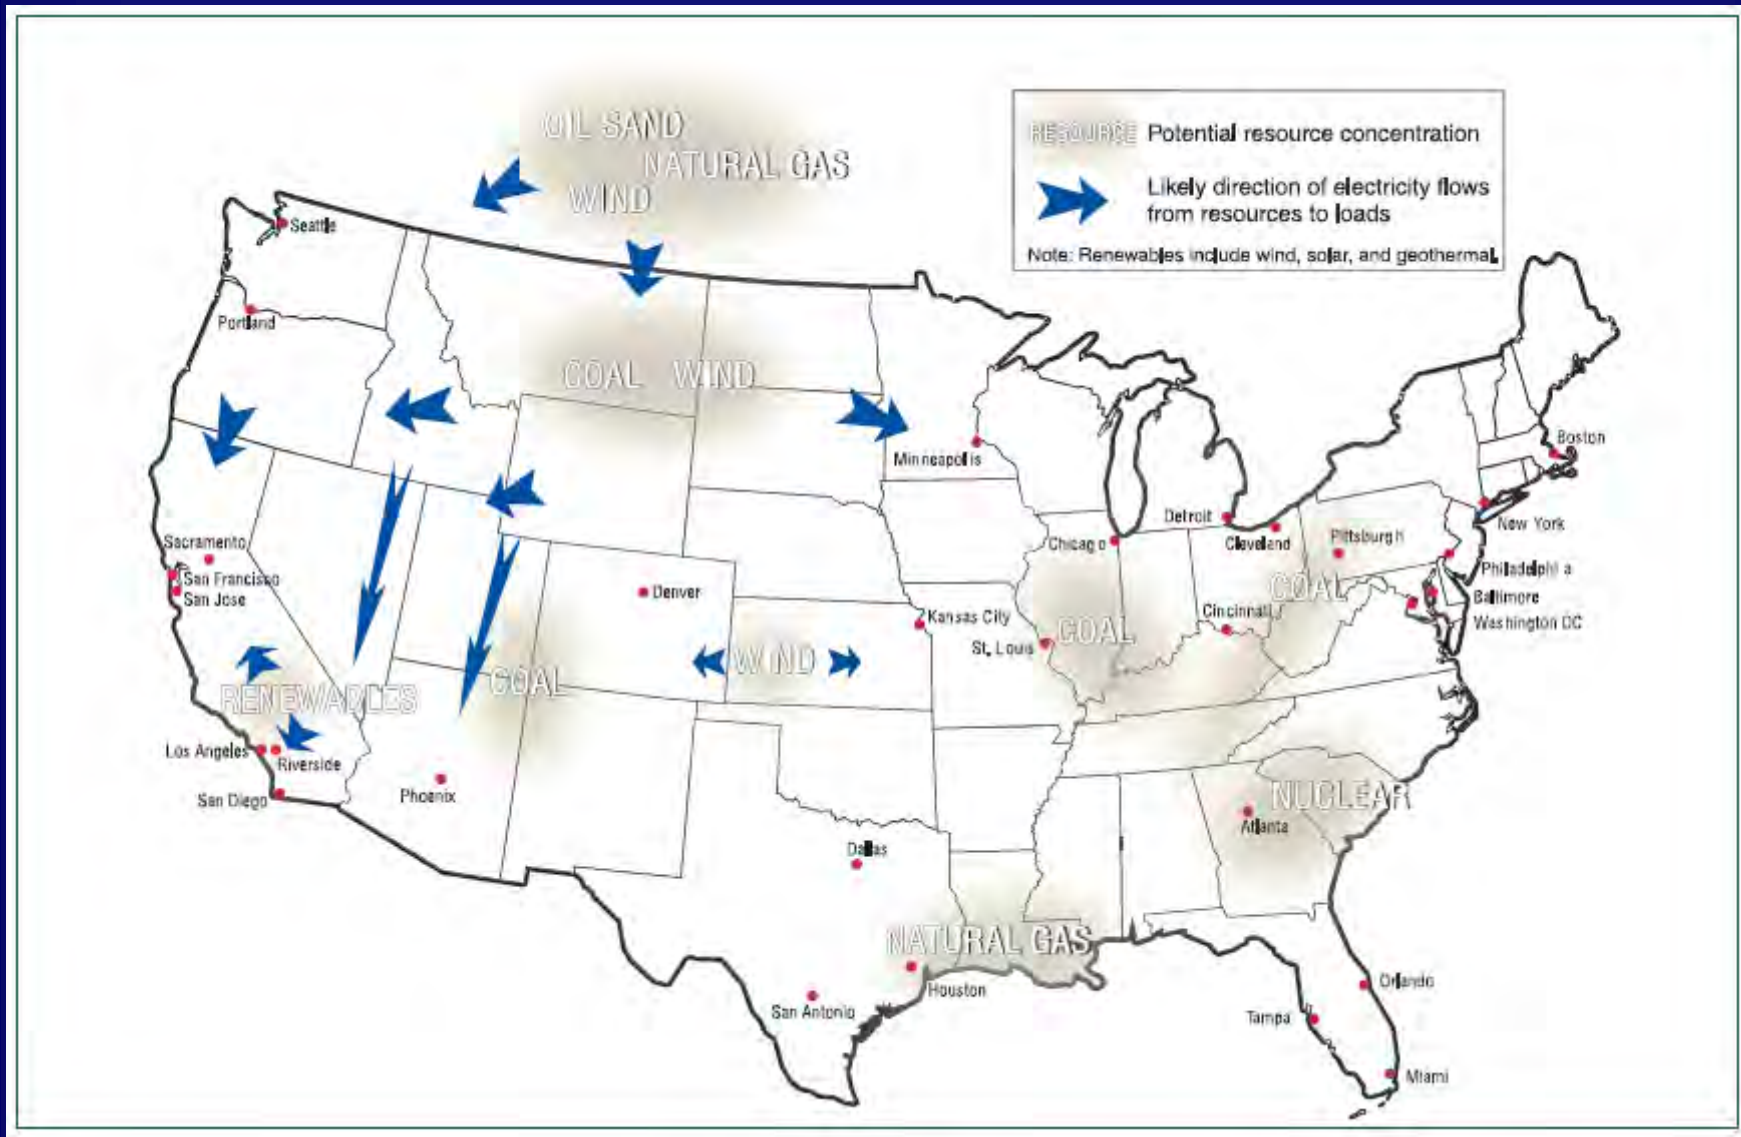 OIL SAND
NATURAL GAS
WIND
RESOURCE Potential resource concentration
Likely direction of electricity flows
from resources to loads
Note: Renewables include wind, solar, and geothermal.
Seattle
Portland
COAL WIND
Minneapolis
Boston
New York
Detroit
Cleveland
Pittsburgh
Chicago
Sacramento
San Francisco
San Jose
Denver
Philadelphia
Baltimore
Washington DC
COAL
Cincinnati
Kansas City
St. Louis
COAL
WIND
COAL
RENEWABLES
Los Angeles
Riverside
San Diego
Phoenix
NUCLEAR
Atlanta
Dallas
NATURAL GAS
Houston
San Antonio
Orlando
Tampa
Miami